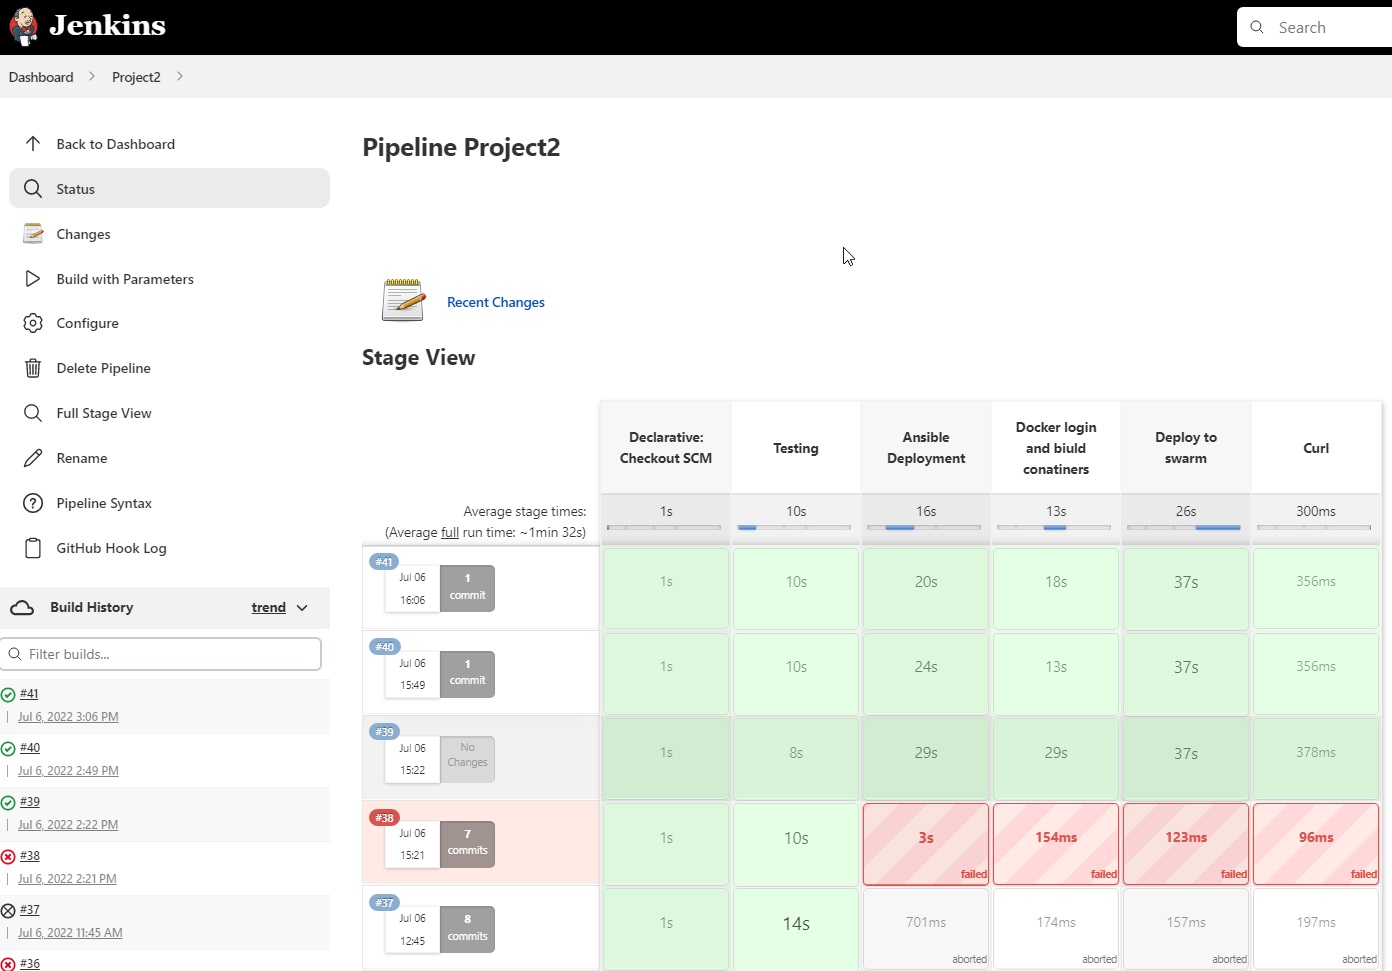 Jenkins
Search
Dashboard
Project2
Back to Dashboard
Status
Changes
Build with Parameters
Configure
Delete Pipeline
Full Stage View
Rename
Pipeline Syntax
GitHub Hook Log
Build History
trend
Filter builds...
#41
Jul 6, 2022 3:06 PM
#40
Jul 6, 2022 2:49 PM
#39
Jul 6, 2022 2:22 PM
#38
Jul 6, 2022 2:21 PM
#37
Jul 6, 2022 11:45 AM
#36
Pipeline Project2
Recent Changes
Stage View
Declarative:
Checkout SCM
Testing
Ansible
Deployment
Docker login
and biuld
conatiners
Deploy to
swarm
Curl
Average stage times:
(Average full run time: ~1min 32s)
1s
10s
16s
13s
26s
300ms
#41
Jul 06
16:06
1
commit
1s
10s
20s
18s
37s
356ms
#40
Jul 06
15:49
1
commit
1s
10s
24s
13s
37s
356ms
#39
Jul 06
15:22
No
Changes
1s
8s
29s
29s
37s
378ms
#38
Jul 06
15:21
7
commits
1s
10s
3s
failed
154ms
failed
123ms
failed
96ms
failed
#37
Jul 06
12:45
8
commits
1s
14s
701ms
aborted
174ms
aborted
157ms
aborted
197ms
aborted